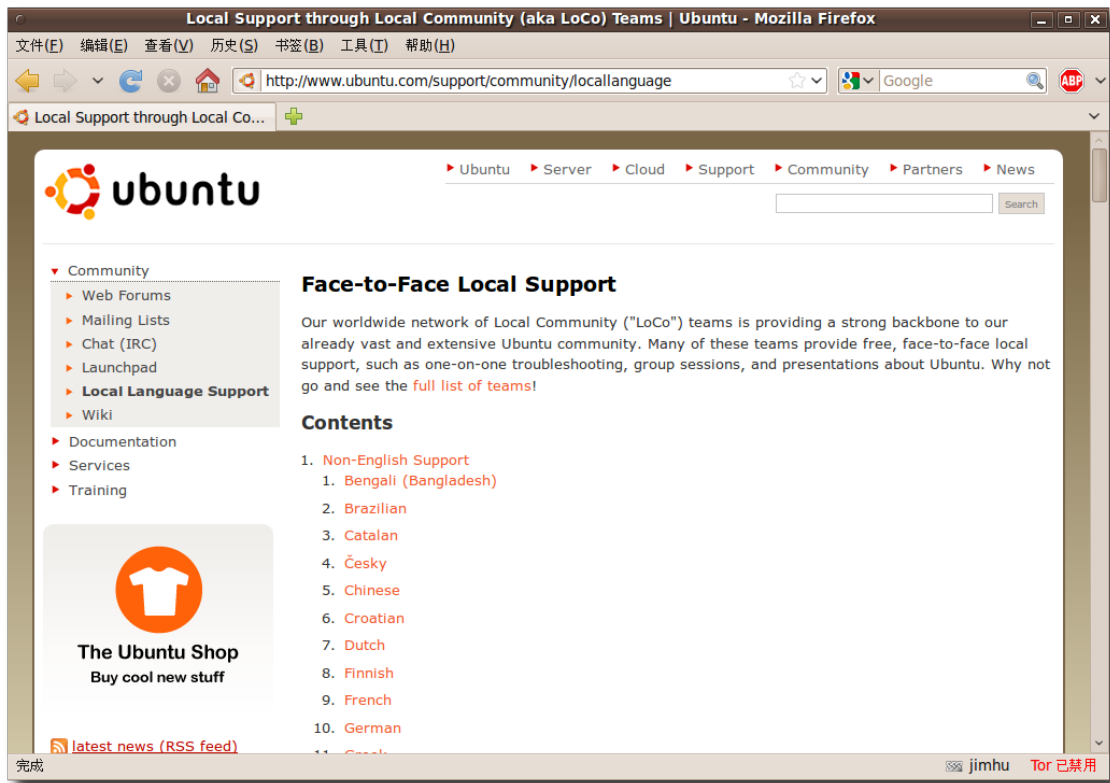 Local Support through Local Community (aka LoCo) Teams | Ubuntu - Mozilla Firefox
文件(F) 编辑(E) 查看(V) 历史(S) 书签(B) 工具(T) 帮助(H)
http://www.ubuntu.com/support/community/locallanguage
Google
ABP
Local Support through Local Co...
ubuntu
Ubuntu Server Cloud Support Community Partners News
Search
Community
Web Forums
Mailing Lists
Chat (IRC)
Launchpad
Local Language Support
Wiki
Documentation
Services
Training
The Ubuntu Shop
Buy cool new stuff
latest news (RSS feed)
Face-to-Face Local Support
Our worldwide network of Local Community ("LoCo") teams is providing a strong backbone to our
already vast and extensive Ubuntu community. Many of these teams provide free, face-to-face local
support, such as one-on-one troubleshooting, group sessions, and presentations about Ubuntu. Why not
go and see the full list of teams!
Contents
1. Non-English Support
1. Bengali (Bangladesh)
2. Brazilian
3. Catalan
4. Česky
5. Chinese
6. Croatian
7. Dutch
8. Finnish
9. French
10. German
11. Greek
完成
jimhu Tor 已禁用